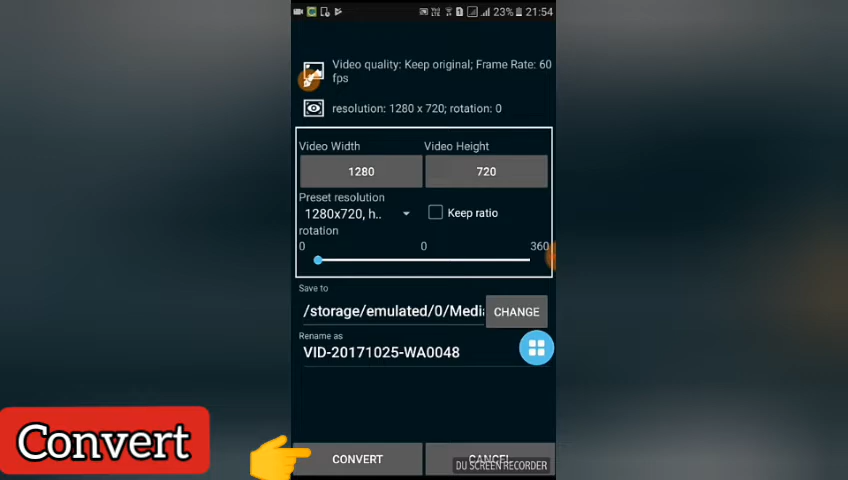 23% 21:54
Video quality: Keep original; Frame Rate: 60
fps
resolution: 1280 x 720; rotation: 0
Video Width Video Height
1280 720
Preset resolution
1280x720, h.. Keep ratio
rotation
0 0 360
Save to
/storage/emulated/0/Media CHANGE
Rename as
VID-20171025-WA0048
Convert
CONVERT CANCEL
DU SCREEN RECORDER